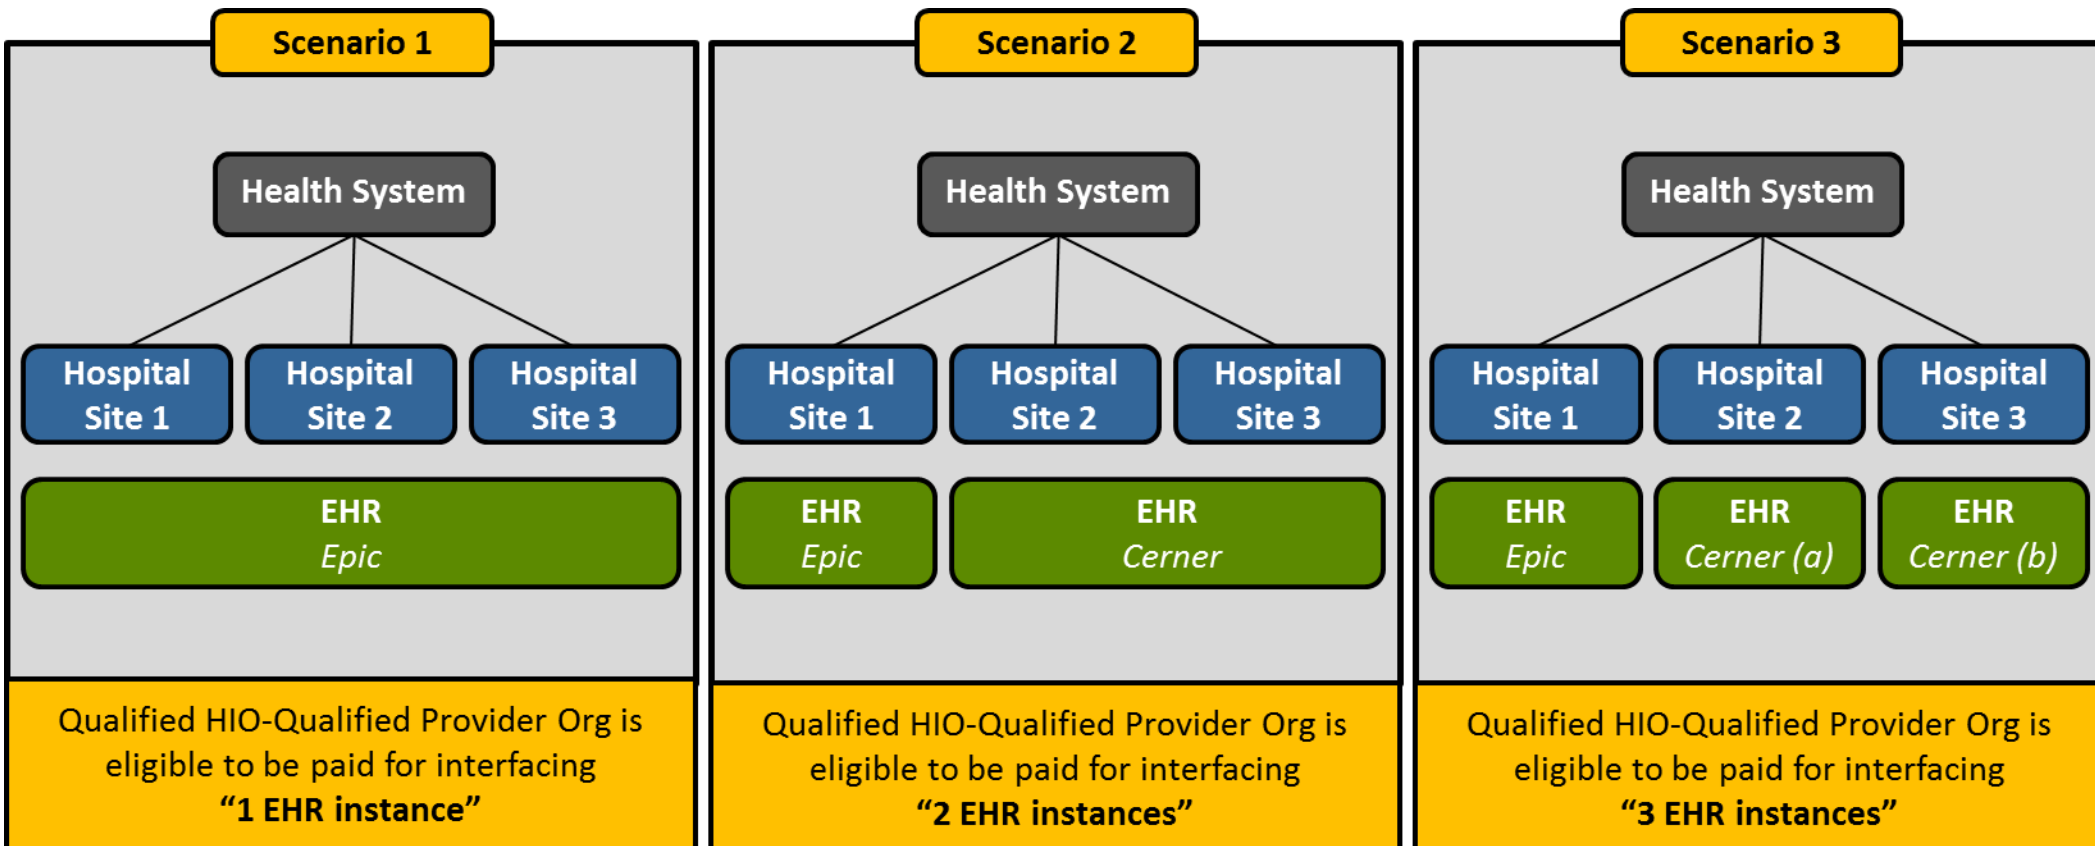 Scenario 1
Health System
Hospital
Site 1
Hospital
Site 2
Hospital
Site 3
EHR
Epic
Qualified HIO-Qualified Provider Org is
eligible to be paid for interfacing
“1 EHR instance”
Scenario 2
Health System
Hospital
Site 1
Hospital
Site 2
Hospital
Site 3
EHR
Epic
EHR
Cerner
Qualified HIO-Qualified Provider Org is
eligible to be paid for interfacing
“2 EHR instances”
Scenario 3
Health System
Hospital
Site 1
Hospital
Site 2
Hospital
Site 3
EHR
Epic
EHR
Cerner (a)
EHR
Cerner (b)
Qualified HIO-Qualified Provider Org is
eligible to be paid for interfacing
“3 EHR instances”